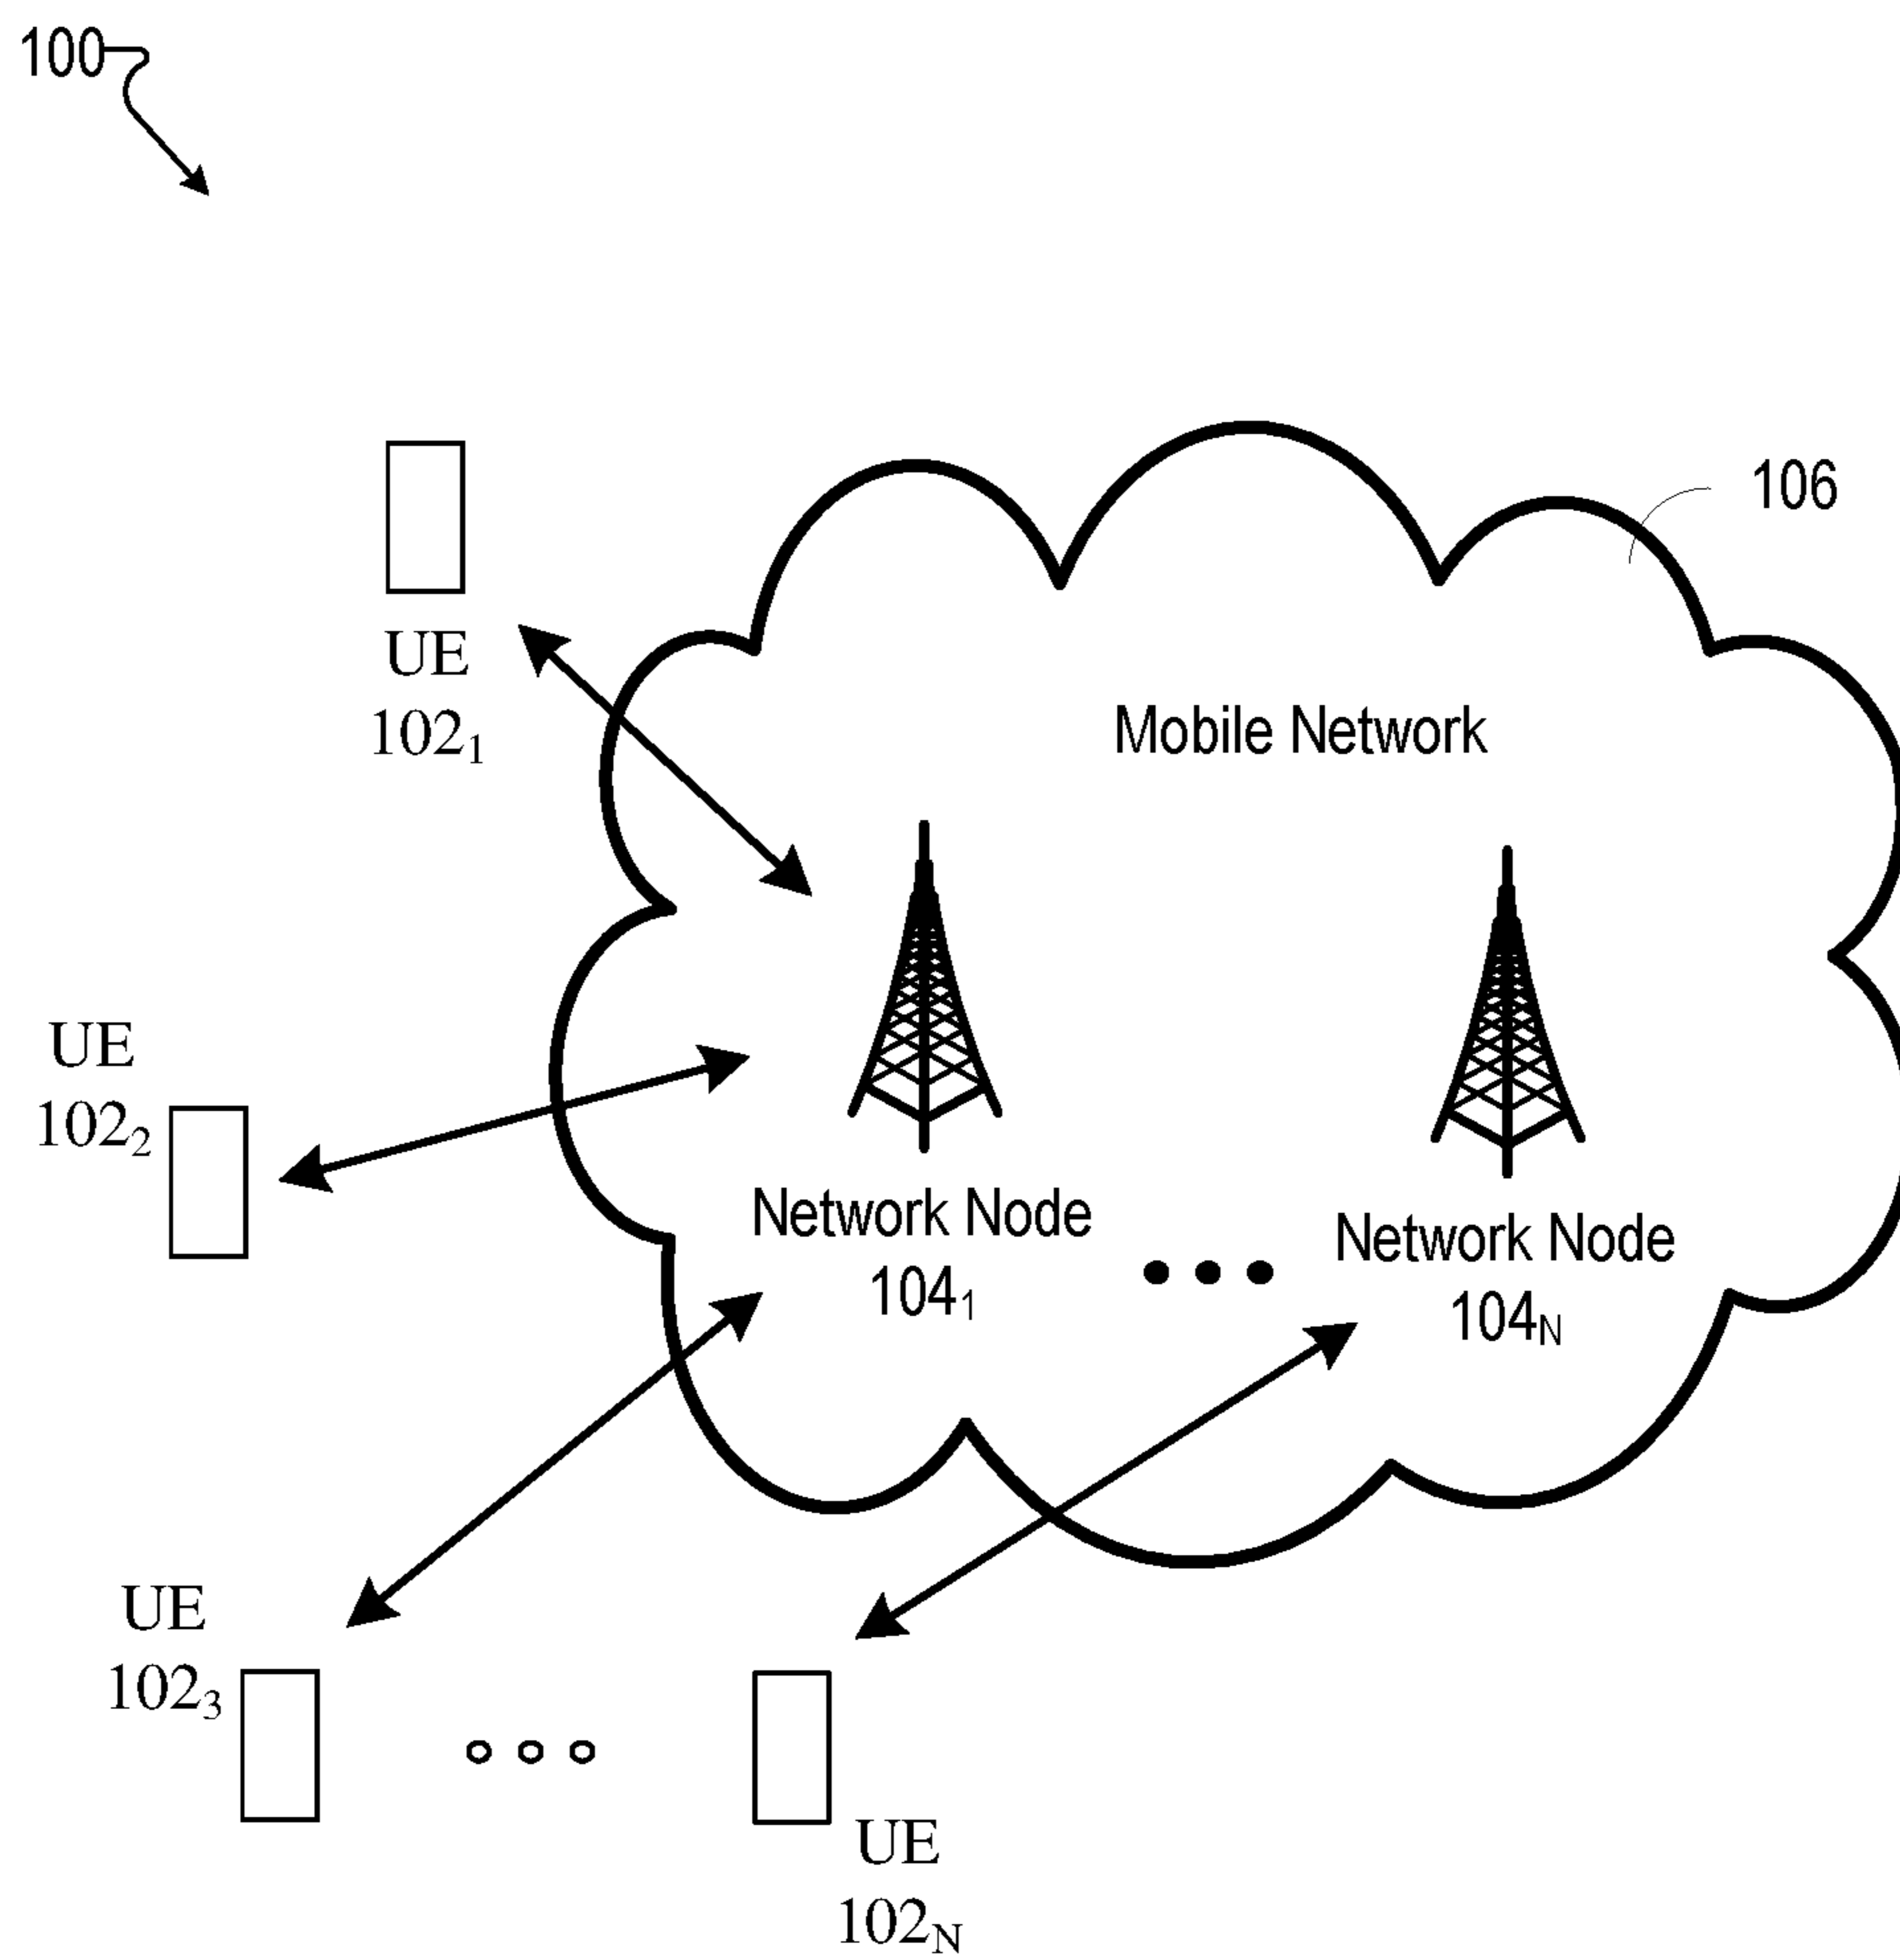 100
106
UE
102₁
Mobile Network
UE
102₂
Network Node
104₁
Network Node
104N
UE
102₃
UE
102N